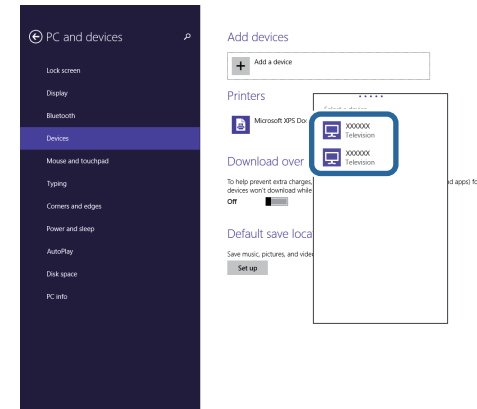 PC and devices
Lock screen
Display
Bluetooth
Devices
Mouse and touchpad
Typing
Corners and edges
Power and sleep
AutoPlay
Disk space
PC info
Add devices
Add a device
Printers
Microsoft XPS Do
Download over
To help prevent extra charges,
devices won't download while
Off
Default save loca
Save music, pictures, and vide
Set up
XXXXXX
Television
XXXXXX
Television
d apps) fo